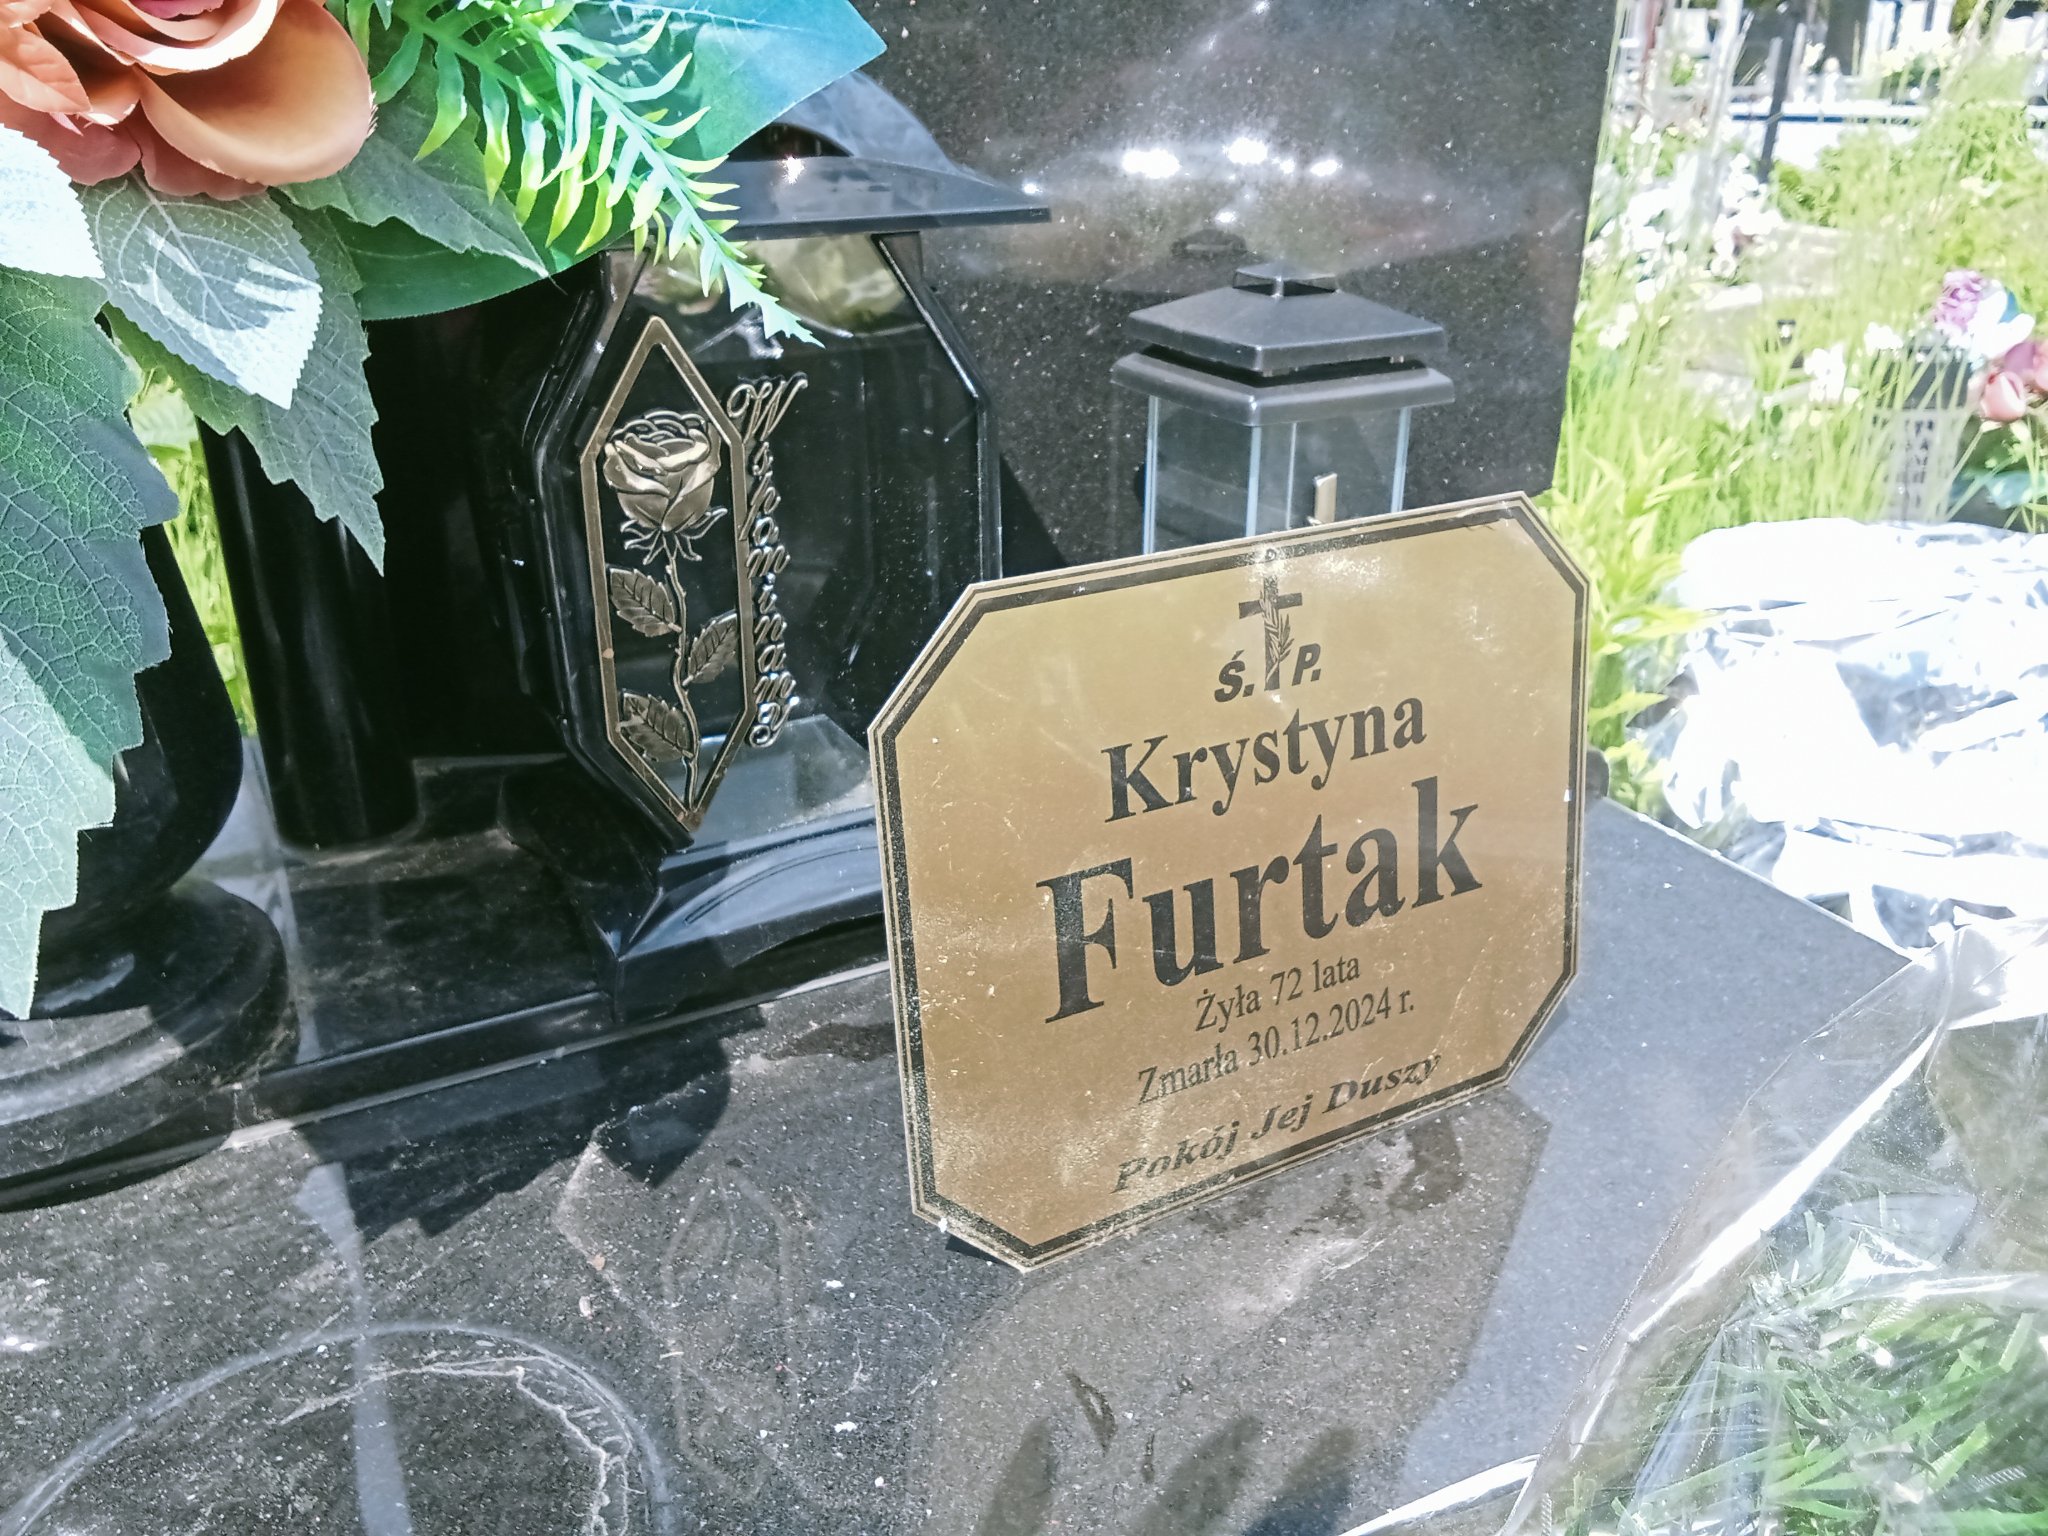 Wspominamy
Ś. P.
Krystyna
Furtak
Żyła 72 lata
Zmarła 30.12.2024 r.
Pokój Jej Duszy